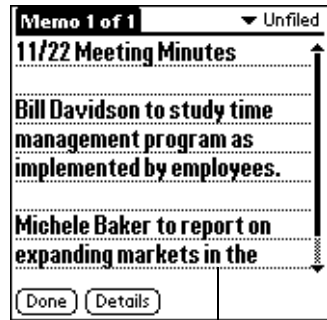 Memo 1 of 1
Unfiled
11/22 Meeting Minutes
Bill Davidson to study time
management program as
implemented by employees.
Michele Baker to report on
expanding markets in the
Done
Details